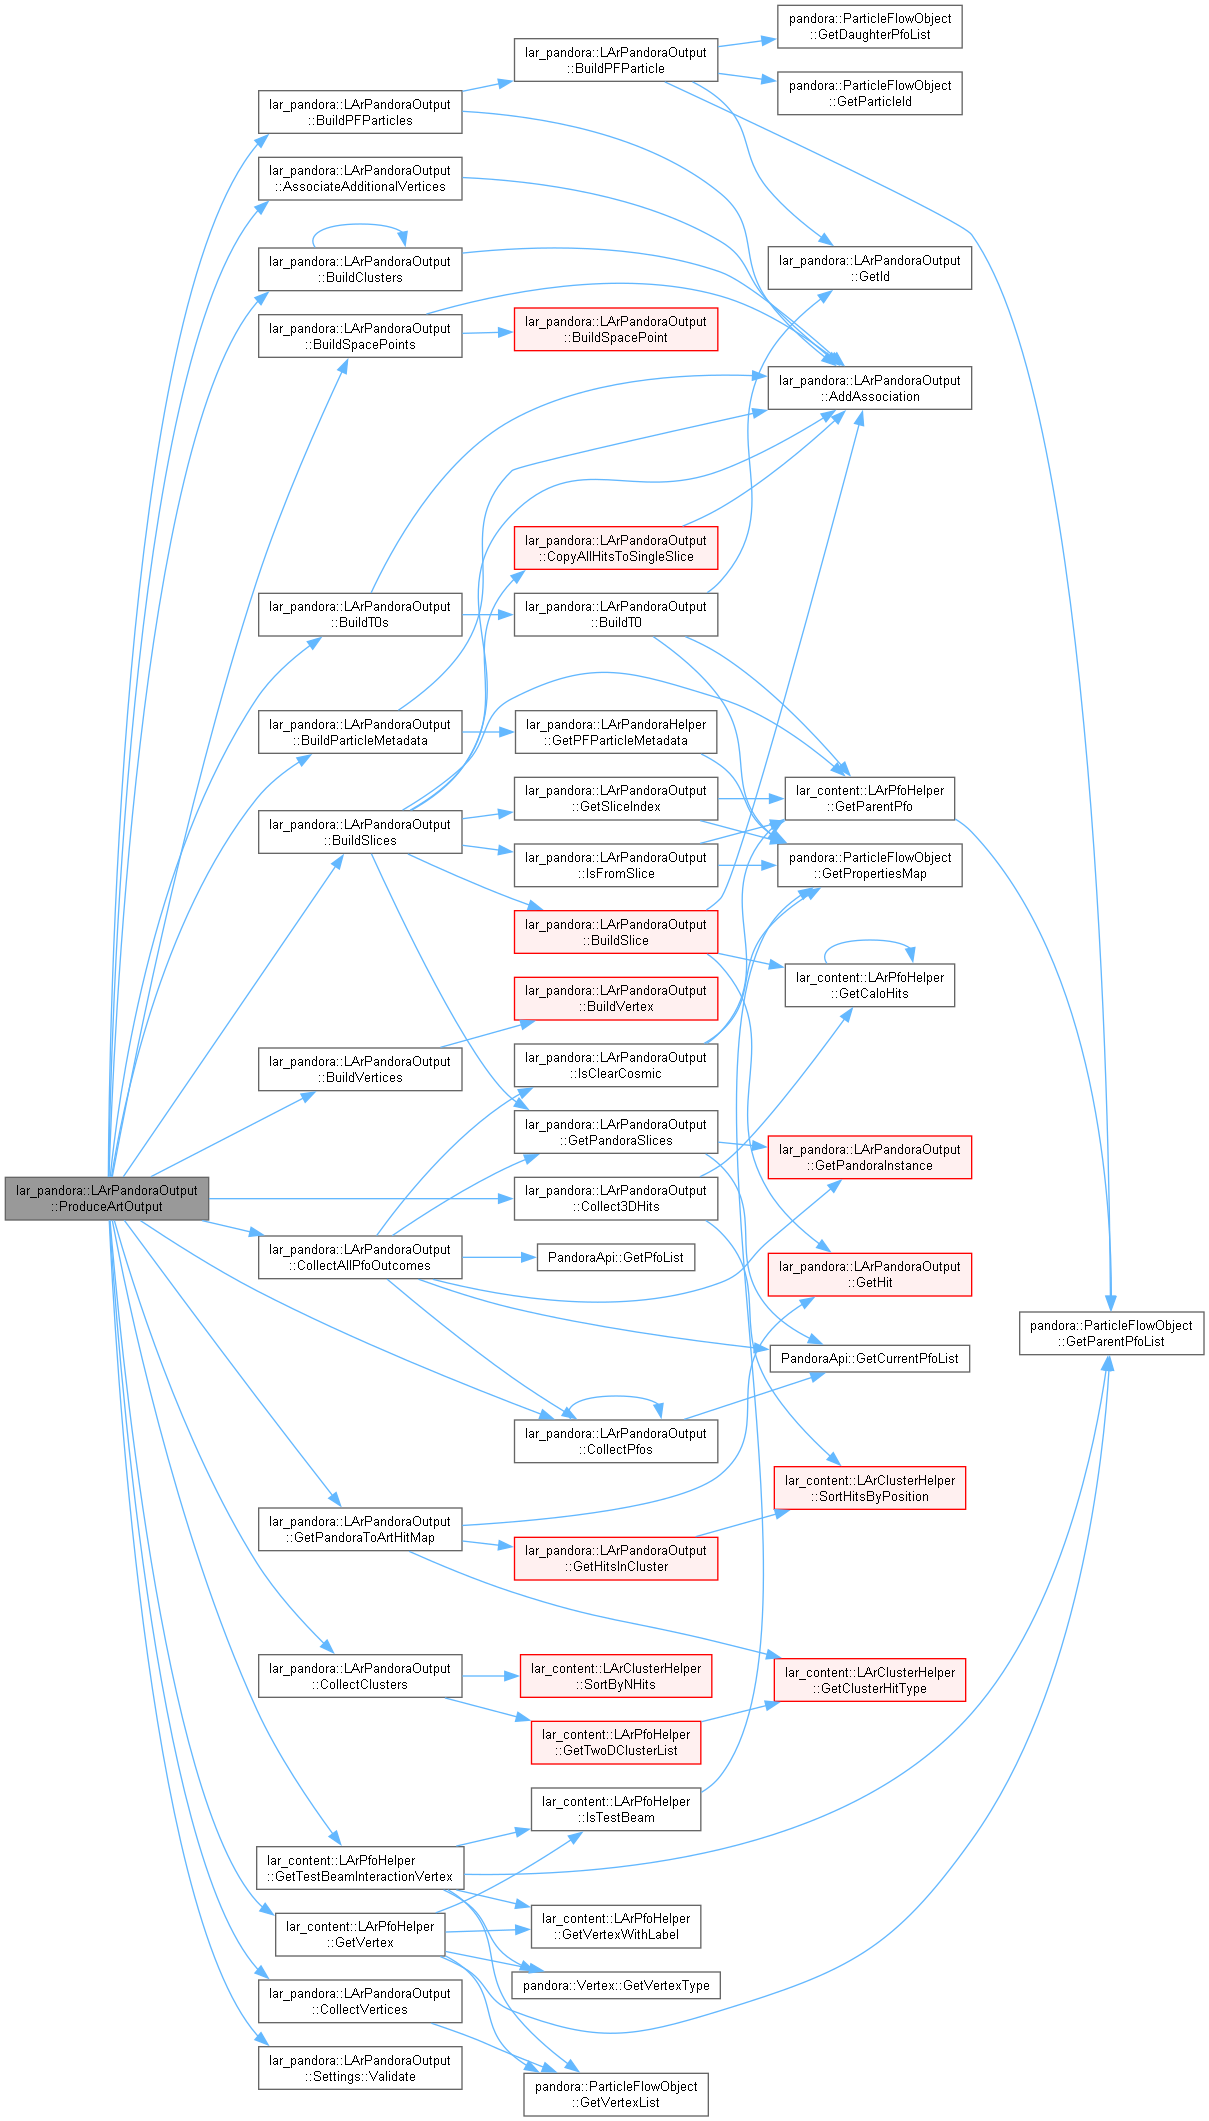 pandora::ParticleFlowObject
::GetDaughterPfoList
lar_pandora::LArPandoraOutput
::BuildPFParticle
pandora::ParticleFlowObject
::GetParticleId
lar_pandora::LArPandoraOutput
::BuildPFParticles
lar_pandora::LArPandoraOutput
::AssociateAdditionalVertices
lar_pandora::LArPandoraOutput
::BuildClusters
lar_pandora::LArPandoraOutput
::GetId
lar_pandora::LArPandoraOutput
::BuildSpacePoints
lar_pandora::LArPandoraOutput
::BuildSpacePoint
lar_pandora::LArPandoraOutput
::AddAssociation
lar_pandora::LArPandoraOutput
::CopyAllHitsToSingleSlice
lar_pandora::LArPandoraOutput
::BuildT0s
lar_pandora::LArPandoraOutput
::BuildT0
lar_pandora::LArPandoraOutput
::BuildParticleMetadata
lar_pandora::LArPandoraHelper
::GetPFParticleMetadata
lar_pandora::LArPandoraOutput
::GetSliceIndex
lar_content::LArPfoHelper
::GetParentPfo
lar_pandora::LArPandoraOutput
::BuildSlices
lar_pandora::LArPandoraOutput
::IsFromSlice
pandora::ParticleFlowObject
::GetPropertiesMap
lar_pandora::LArPandoraOutput
::BuildSlice
lar_content::LArPfoHelper
::GetCaloHits
lar_pandora::LArPandoraOutput
::BuildVertex
lar_pandora::LArPandoraOutput
::BuildVertices
lar_pandora::LArPandoraOutput
::IsClearCosmic
lar_pandora::LArPandoraOutput
::GetPandoraSlices
lar_pandora::LArPandoraOutput
::GetPandoraInstance
lar_pandora::LArPandoraOutput
::ProduceArtOutput
lar_pandora::LArPandoraOutput
::Collect3DHits
lar_pandora::LArPandoraOutput
::CollectAllPfoOutcomes
PandoraApi::GetPfoList
lar_pandora::LArPandoraOutput
::GetHit
pandora::ParticleFlowObject
::GetParentPfoList
PandoraApi::GetCurrentPfoList
lar_pandora::LArPandoraOutput
::CollectPfos
lar_content::LArClusterHelper
::SortHitsByPosition
lar_pandora::LArPandoraOutput
::GetPandoraToArtHitMap
lar_pandora::LArPandoraOutput
::GetHitsInCluster
lar_pandora::LArPandoraOutput
::CollectClusters
lar_content::LArClusterHelper
::SortByNHits
lar_content::LArClusterHelper
::GetClusterHitType
lar_content::LArPfoHelper
::GetTwoDClusterList
lar_content::LArPfoHelper
::IsTestBeam
lar_content::LArPfoHelper
::GetTestBeamInteractionVertex
lar_content::LArPfoHelper
::GetVertex
lar_content::LArPfoHelper
::GetVertexWithLabel
pandora::Vertex::GetVertexType
lar_pandora::LArPandoraOutput
::CollectVertices
lar_pandora::LArPandoraOutput
::Settings::Validate
pandora::ParticleFlowObject
::GetVertexList